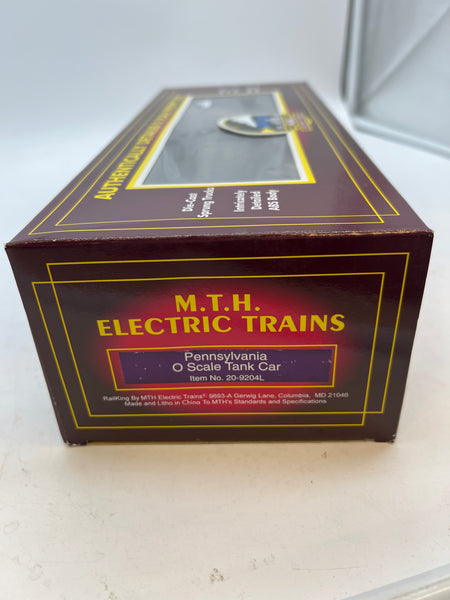 AUTHENTICALLY DETAILED
Die-Cast
Sprung Trucks
Intricately
Detailed
ABS Body
M.T.H.
ELECTRIC TRAINS
Pennsylvania
O Scale Tank Car
Item No. 20-9204L
RailKing By MTH Electric Trains® 9693-A Gerwig Lane, Columbia, MD 21046
Made and Litho in China To MTH's Standards and Specifications